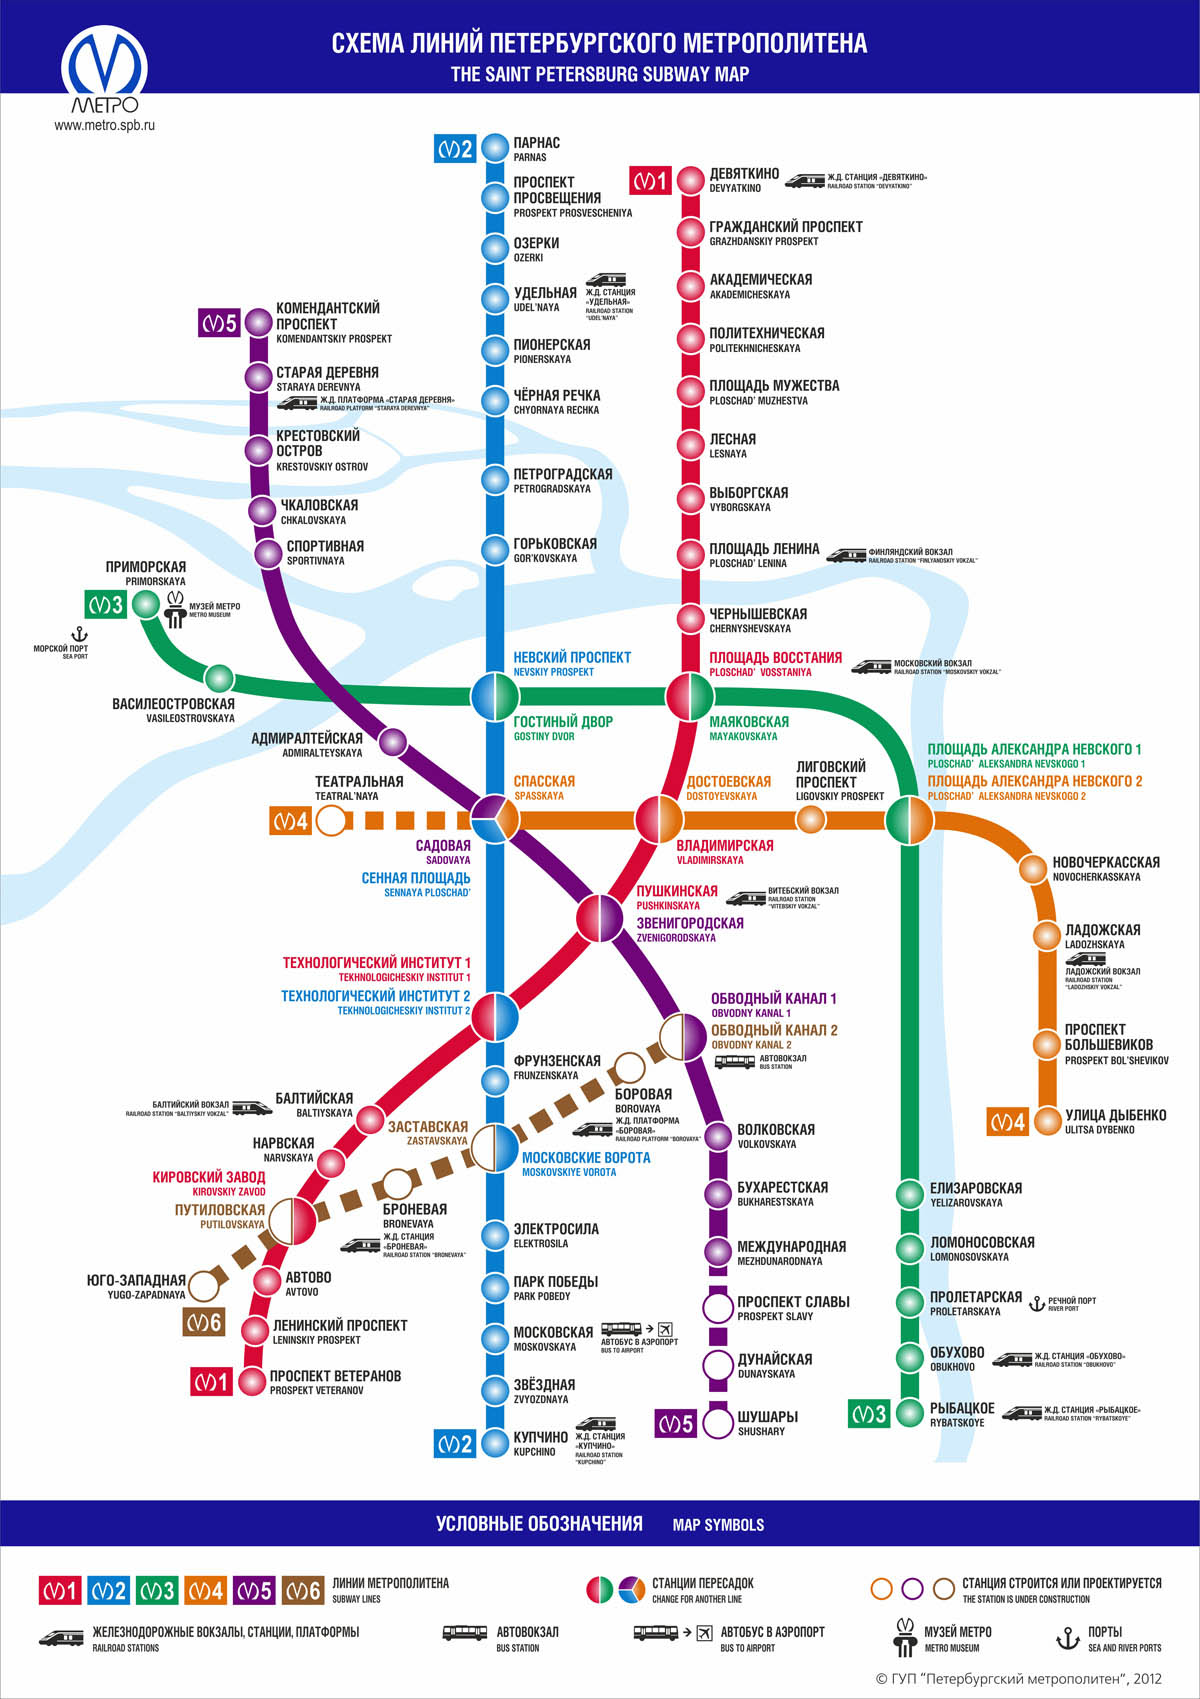 СХЕМА ЛИНИЙ ПЕТЕРБУРГСКОГО МЕТРОПОЛИТЕНА
THE SAINT PETERSBURG SUBWAY MAP
МЕТРО
www.metro.spb.ru
2
ПАРНАС
PARNAS
ПРОСПЕКТ
ПРОСВЕЩЕНИЯ
PROSPEKT PROSVESCHENIYA
ОЗЕРКИ
OZERKI
УДЕЛЬНАЯ
UDEL'NAYA
Ж.Д. СТАНЦИЯ
«УДЕЛЬНАЯ»
RAILROAD STATION
"UDEL'NAYA"
ПИОНЕРСКАЯ
PIONERSKAYA
ЧЁРНАЯ РЕЧКА
CHYORNAYA RECHKA
ПЕТРОГРАДСКАЯ
PETROGRADSKAYA
ГОРЬКОВСКАЯ
GOR'KOVSKAYA
НЕВСКИЙ ПРОСПЕКТ
NEVSKIY PROSPEKT
ГОСТИНЫЙ ДВОР
GOSTINY DVOR
1
ДЕВЯТКИНО
DEVYATKINO
Ж.Д. СТАНЦИЯ «ДЕВЯТКИНО»
RAILROAD STATION "DEVYATKINO"
ГРАЖДАНСКИЙ ПРОСПЕКТ
GRAZHDANSKIY PROSPEKT
АКАДЕМИЧЕСКАЯ
AKADEMICHESKAYA
ПОЛИТЕХНИЧЕСКАЯ
POLITEKHNICHESKAYA
ПЛОЩАДЬ МУЖЕСТВА
PLOSCHAD' MUZHESTVA
ЛЕСНАЯ
LESNAYA
ВЫБОРГСКАЯ
VYBORGSKAYA
ПЛОЩАДЬ ЛЕНИНА
PLOSCHAD' LENINA
ФИНЛЯНДСКИЙ ВОКЗАЛ
RAILROAD STATION "FINLYANDSKIY VOKZAL"
ЧЕРНЫШЕВСКАЯ
CHERNYSHEVSKAYA
ПЛОЩАДЬ ВОССТАНИЯ
PLOSCHAD' VOSSTANIYA
МОСКОВСКИЙ ВОКЗАЛ
RAILROAD STATION "MOSKOVSKIY VOKZAL"
МАЯКОВСКАЯ
MAYAKOVSKAYA
5
КОМЕНДАНТСКИЙ
ПРОСПЕКТ
KOMENDANTSKIY PROSPEKT
СТАРАЯ ДЕРЕВНЯ
STARAYA DEREVNYA
Ж.Д. ПЛАТФОРМА «СТАРАЯ ДЕРЕВНЯ»
RAILROAD PLATFORM "STARAYA DEREVNYA"
КРЕСТОВСКИЙ
ОСТРОВ
KRESTOVSKIY OSTROV
ЧКАЛОВСКАЯ
CHKALOVSKAYA
СПОРТИВНАЯ
SPORTIVNAYA
ПРИМОРСКАЯ
PRIMORSKAYA
3
МУЗЕЙ МЕТРО
METRO MUSEUM
МОРСКОЙ ПОРТ
SEA PORT
ВАСИЛЕОСТРОВСКАЯ
VASILEOSTROVSKAYA
АДМИРАЛТЕЙСКАЯ
ADMIRALTEYSKAYA
ТЕАТРАЛЬНАЯ
TEATRAL'NAYA
4
СПАССКАЯ
SPASSKAYA
САДОВАЯ
SADOVAYA
СЕННАЯ ПЛОЩАДЬ
SENNAYA PLOSCHAD'
ДОСТОЕВСКАЯ
DOSTOYEVSKAYA
ВЛАДИМИРСКАЯ
VLADIMIRSKAYA
ЛИГОВСКИЙ
ПРОСПЕКТ
LIGOVSKIY PROSPEKT
ПЛОЩАДЬ АЛЕКСАНДРА НЕВСКОГО 1
PLOSCHAD' ALEKSANDRA NEVSKOGO 1
ПЛОЩАДЬ АЛЕКСАНДРА НЕВСКОГО 2
PLOSCHAD' ALEKSANDRA NEVSKOGO 2
НОВОЧЕРКАССКАЯ
NOVOCHERKASSKAYA
ЛАДОЖСКАЯ
LADOZHSKAYA
ЛАДОЖСКИЙ ВОКЗАЛ
RAILROAD STATION
"LADOZHSKIY VOKZAL"
ПРОСПЕКТ
БОЛЬШЕВИКОВ
PROSPEKT BOL'SHEVIKOV
4
УЛИЦА ДЫБЕНКО
ULITSA DYBENKO
ПУШКИНСКАЯ
PUSHKINSKAYA
ВИТЕБСКИЙ ВОКЗАЛ
RAILROAD STATION
"VITEBSKIY VOKZAL"
ЗВЕНИГОРОДСКАЯ
ZVENIGORODSKAYA
ТЕХНОЛОГИЧЕСКИЙ ИНСТИТУТ 1
TEKHNOLOGICHESKIY INSTITUT 1
ТЕХНОЛОГИЧЕСКИЙ ИНСТИТУТ 2
TEKHNOLOGICHESKIY INSTITUT 2
ОБВОДНЫЙ КАНАЛ 1
OBVODNY KANAL 1
ОБВОДНЫЙ КАНАЛ 2
OBVODNY KANAL 2
АВТОВОКЗАЛ
BUS STATION
ФРУНЗЕНСКАЯ
FRUNZENSKAYA
БОРОВАЯ
BOROVAYA
Ж.Д. ПЛАТФОРМА
«БОРОВАЯ»
RAILROAD PLATFORM "BOROVAYA"
БАЛТИЙСКИЙ ВОКЗАЛ
RAILROAD STATION "BALTIYSKIY VOKZAL"
БАЛТИЙСКАЯ
BALTIYSKAYA
ЗАСТАВСКАЯ
ZASTAVSKAYA
МОСКОВСКИЕ ВОРОТА
MOSKOVSKIYE VOROTA
НАРВСКАЯ
NARVSKAYA
КИРОВСКИЙ ЗАВОД
KIROVSKIY ZAVOD
ПУТИЛОВСКАЯ
PUTILOVSKAYA
БРОНЕВАЯ
BRONEVAYA
Ж.Д. СТАНЦИЯ
«БРОНЕВАЯ»
RAILROAD STATION "BRONEVAYA"
ЮГО-ЗАПАДНАЯ
YUGO-ZAPADNAYA
6
АВТОВО
AVTOVO
ЛЕНИНСКИЙ ПРОСПЕКТ
LENINSKIY PROSPEKT
1
ПРОСПЕКТ ВЕТЕРАНОВ
PROSPEKT VETERANOV
ЭЛЕКТРОСИЛА
ELEKTROSILA
ПАРК ПОБЕДЫ
PARK POBEDY
МОСКОВСКАЯ
MOSKOVSKAYA
АВТОБУС В АЭРОПОРТ
BUS TO AIRPORT
ЗВЁЗДНАЯ
ZVYOZDNAYA
2
КУПЧИНО
KUPCHINO
Ж.Д. СТАНЦИЯ
«КУПЧИНО»
RAILROAD STATION
"KUPCHINO"
ВОЛКОВСКАЯ
VOLKOVSKAYA
БУХАРЕСТСКАЯ
BUKHARESTSKAYA
МЕЖДУНАРОДНАЯ
MEZHDUNARODNAYA
ПРОСПЕКТ СЛАВЫ
PROSPEKT SLAVY
ДУНАЙСКАЯ
DUNAYSKAYA
5
ШУШАРЫ
SHUSHARY
ЕЛИЗАРОВСКАЯ
YELIZAROVSKAYA
ЛОМОНОСОВСКАЯ
LOMONOSOVSKAYA
ПРОЛЕТАРСКАЯ
PROLETARSKAYA
РЕЧНОЙ ПОРТ
RIVER PORT
ОБУХОВО
OBUKHOVO
Ж.Д. СТАНЦИЯ «ОБУХОВО»
RAILROAD STATION "OBUKHOVO"
3
РЫБАЦКОЕ
RYBATSKOYE
Ж.Д. СТАНЦИЯ «РЫБАЦКОЕ»
RAILROAD STATION "RYBATSKOYE"
УСЛОВНЫЕ ОБОЗНАЧЕНИЯ MAP SYMBOLS
1 2 3 4 5 6
ЛИНИИ МЕТРОПОЛИТЕНА
SUBWAY LINES
СТАНЦИИ ПЕРЕСАДОК
CHANGE FOR ANOTHER LINE
СТАНЦИЯ СТРОИТСЯ ИЛИ ПРОЕКТИРУЕТСЯ
THE STATION IS UNDER CONSTRUCTION
ЖЕЛЕЗНОДОРОЖНЫЕ ВОКЗАЛЫ, СТАНЦИИ, ПЛАТФОРМЫ
RAILROAD STATIONS
АВТОВОКЗАЛ
BUS STATION
АВТОБУС В АЭРОПОРТ
BUS TO AIRPORT
МУЗЕЙ МЕТРО
METRO MUSEUM
ПОРТЫ
SEA AND RIVER PORTS
© ГУП "Петербургский метрополитен", 2012